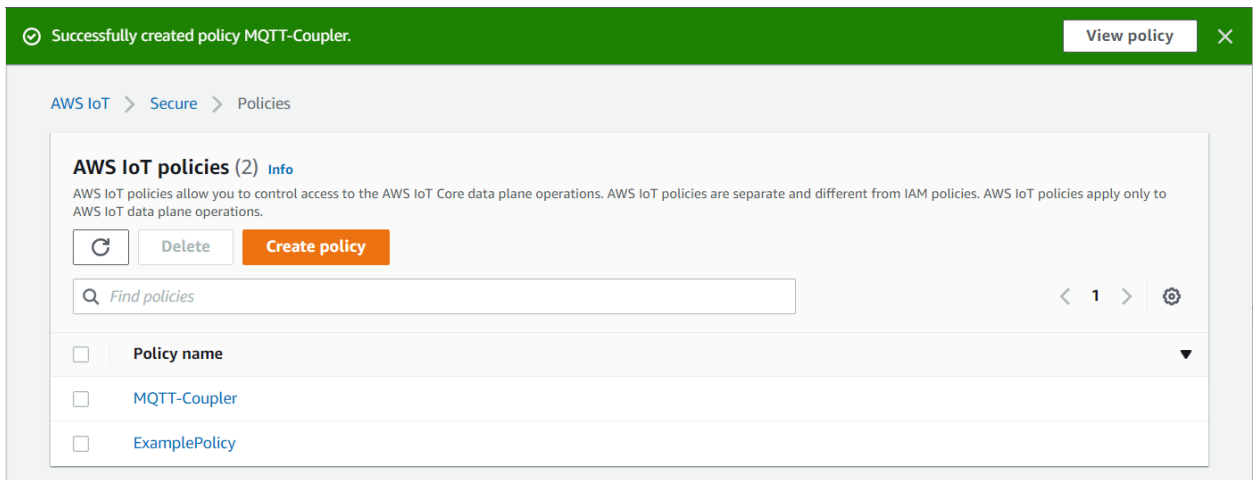 Successfully created policy MQTT-Coupler.
View policy
AWS IoT > Secure > Policies
AWS IoT policies (2) Info
AWS IoT policies allow you to control access to the AWS IoT Core data plane operations. AWS IoT policies are separate and different from IAM policies. AWS IoT policies apply only to
AWS IoT data plane operations.
Delete
Create policy
Find policies
1
Policy name
MQTT-Coupler
ExamplePolicy